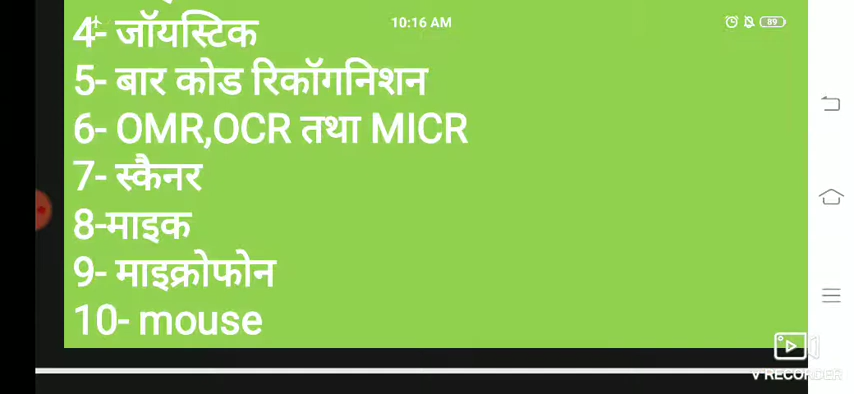 10:16 AM
89
4- जॉयस्टिक
5- बार कोड रिकॉगनिशन
6- OMR,OCR तथा MICR
7- स्कैनर
8-माइक
9- माइक्रोफोन
10- mouse
V RECORDER